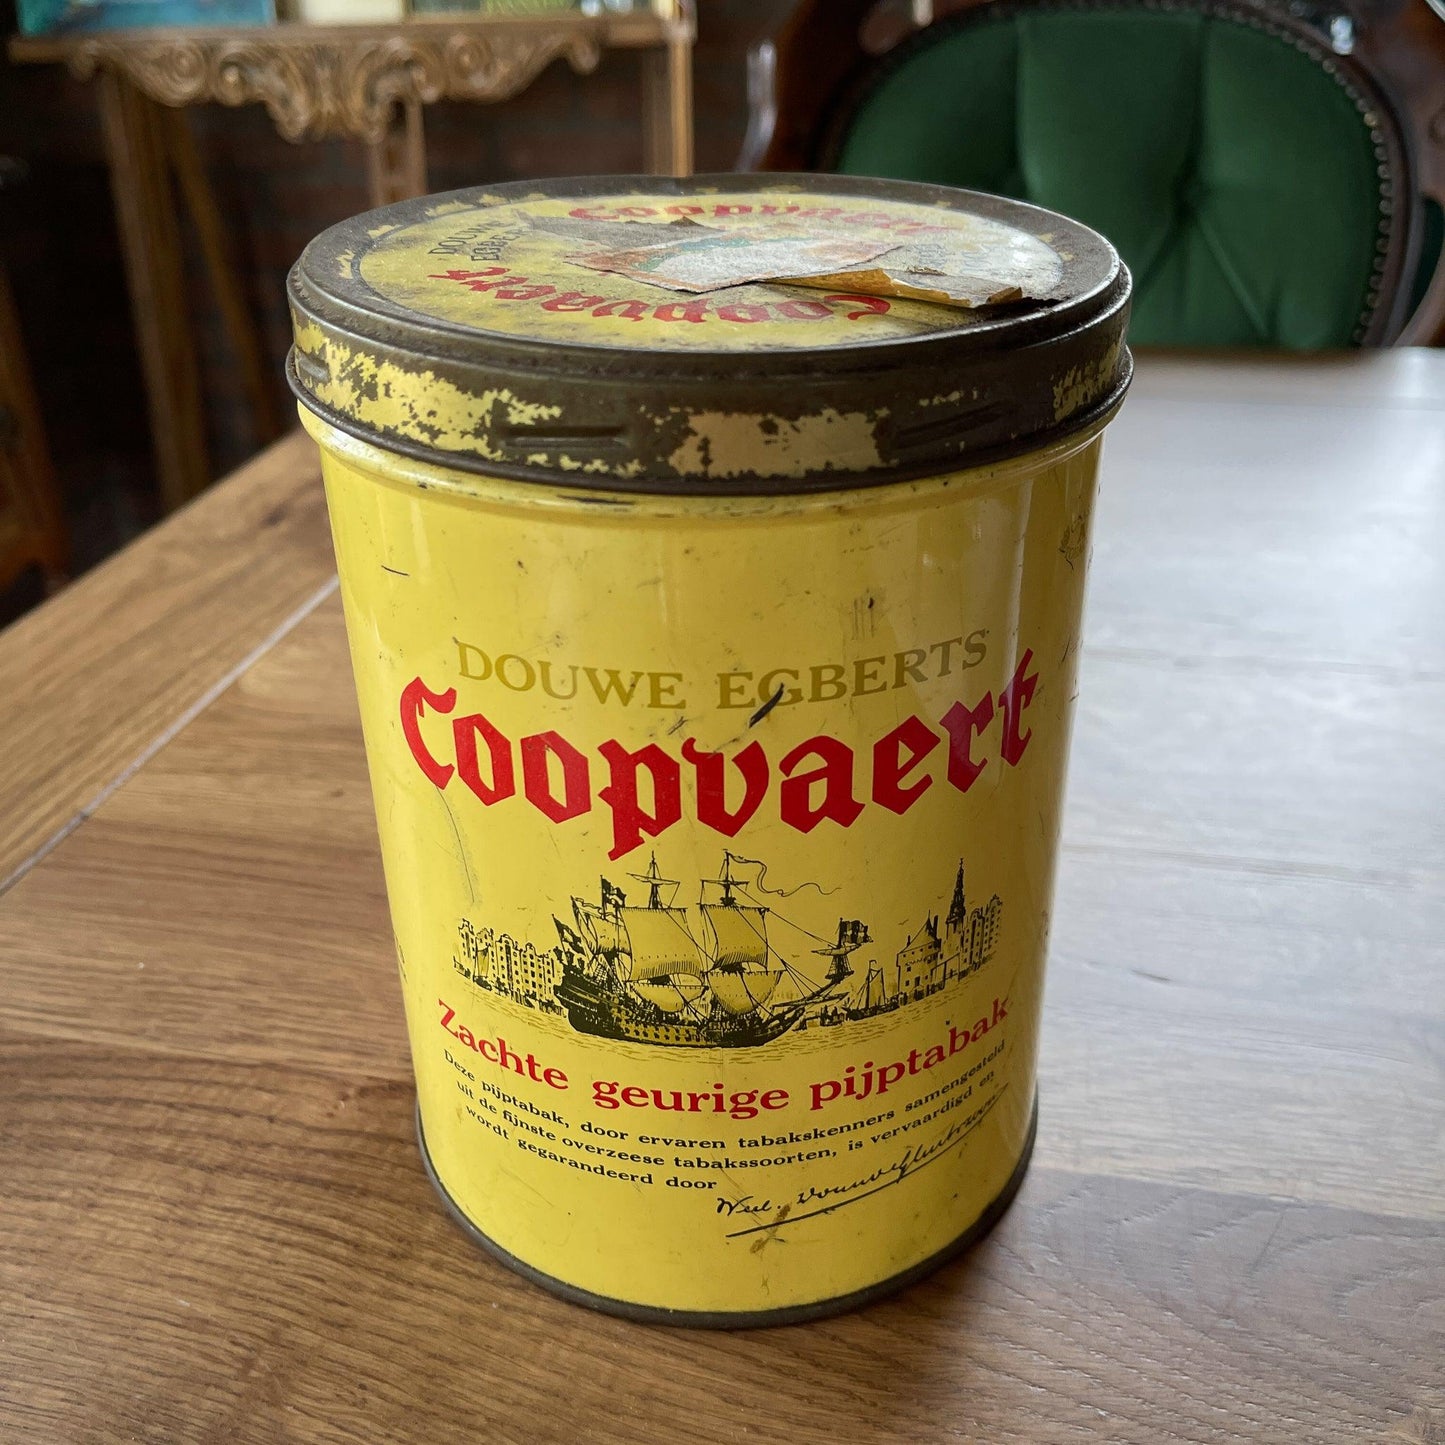 Coopvaert
DOUWE
Coopvaert
DOUWE EGBERTS
Coopvaert
Zachte geurige pijptabak
Deze pijptabak, door ervaren tabakskenners samengesteld
uit de fijnste overzeese tabakssoorten, is vervaardigd en
wordt gegarandeerd door